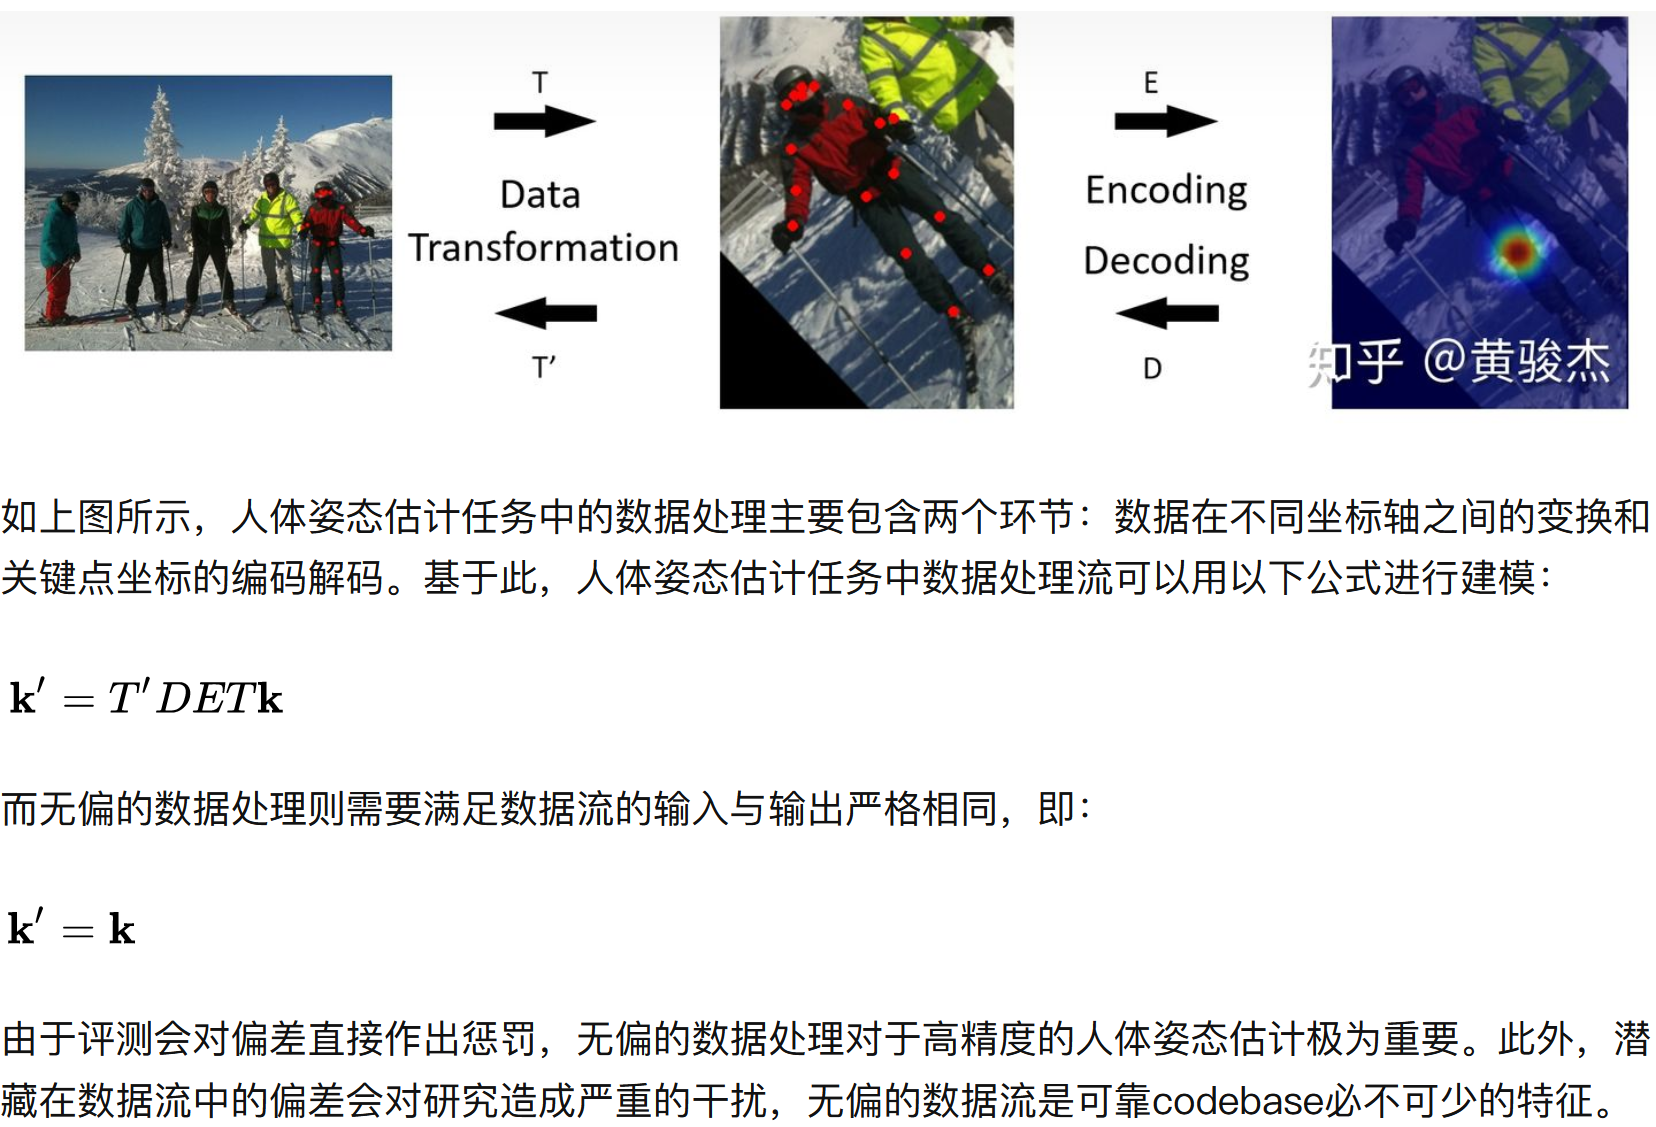 T
Data
Transformation
T’
E
Encoding
Decoding
D
知乎 @黄骏杰
如上图所示，人体姿态估计任务中的数据处理主要包含两个环节：数据在不同坐标轴之间的变换和
关键点坐标的编码解码。基于此，人体姿态估计任务中数据处理流可以用以下公式进行建模：
k′ = T′DETk
而无偏的数据处理则需要满足数据流的输入与输出严格相同，即：
k′ = k
由于评测会对偏差直接作出惩罚，无偏的数据处理对于高精度的人体姿态估计极为重要。此外，潜
藏在数据流中的偏差会对研究造成严重的干扰，无偏的数据流是可靠codebase必不可少的特征。